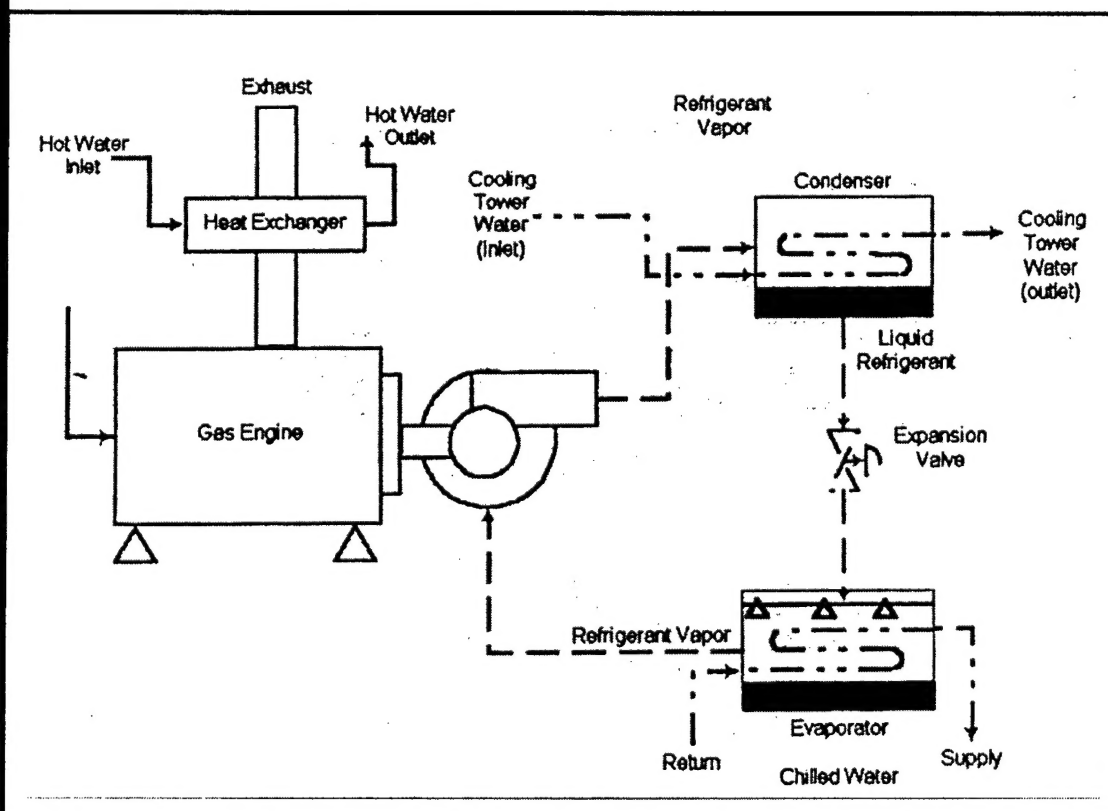 Exhaust
Hot Water
Inlet
Hot Water
Outlet
Heat Exchanger
Refrigerant
Vapor
Cooling
Tower
Water
(Inlet)
Condenser
Cooling
Tower
Water
(outlet)
Liquid
Refrigerant
Gas Engine
Expansion
Valve
Refrigerant Vapor
Evaporator
Return
Supply
Chilled Water